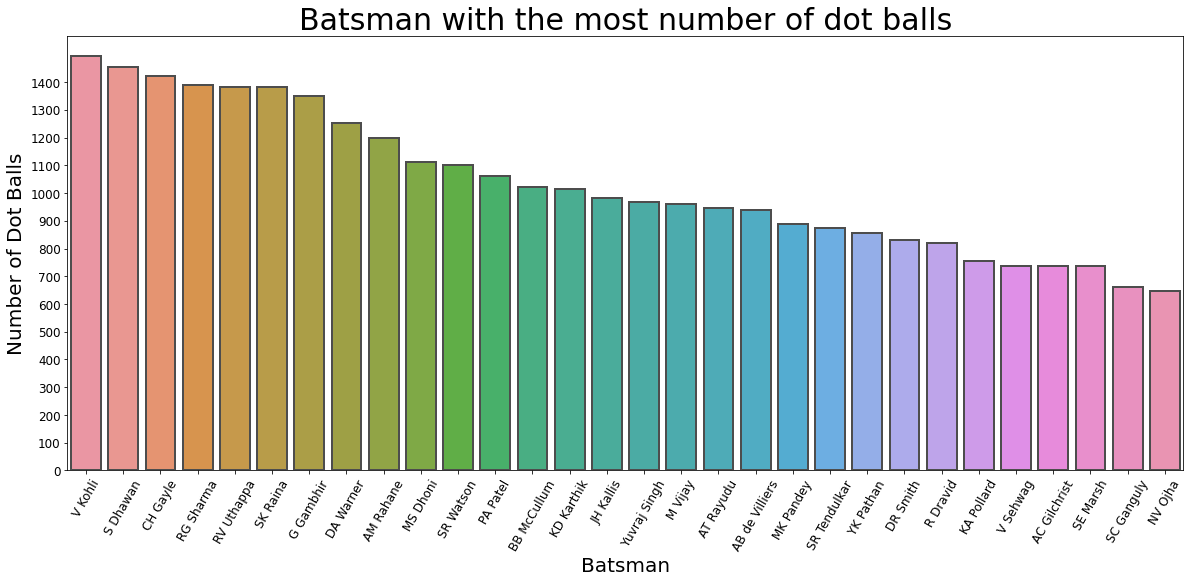 Batsman with the most number of dot balls
Number of Dot Balls
1400
1300
1200
1100
1000
900
800
700
600
500
400
300
200
100
0
V Kohli
S Dhawan
CH Gayle
RG Sharma
RV Uthappa
SK Raina
G Gambhir
DA Warner
AM Rahane
MS Dhoni
SR Watson
PA Patel
BB McCullum
KD Karthik
JH Kallis
Yuvraj Singh
M Vijay
AT Rayudu
AB de Villiers
MK Pandey
SR Tendulkar
YK Pathan
DR Smith
R Dravid
KA Pollard
V Sehwag
AC Gilchrist
SE Marsh
SC Ganguly
NV Ojha
Batsman